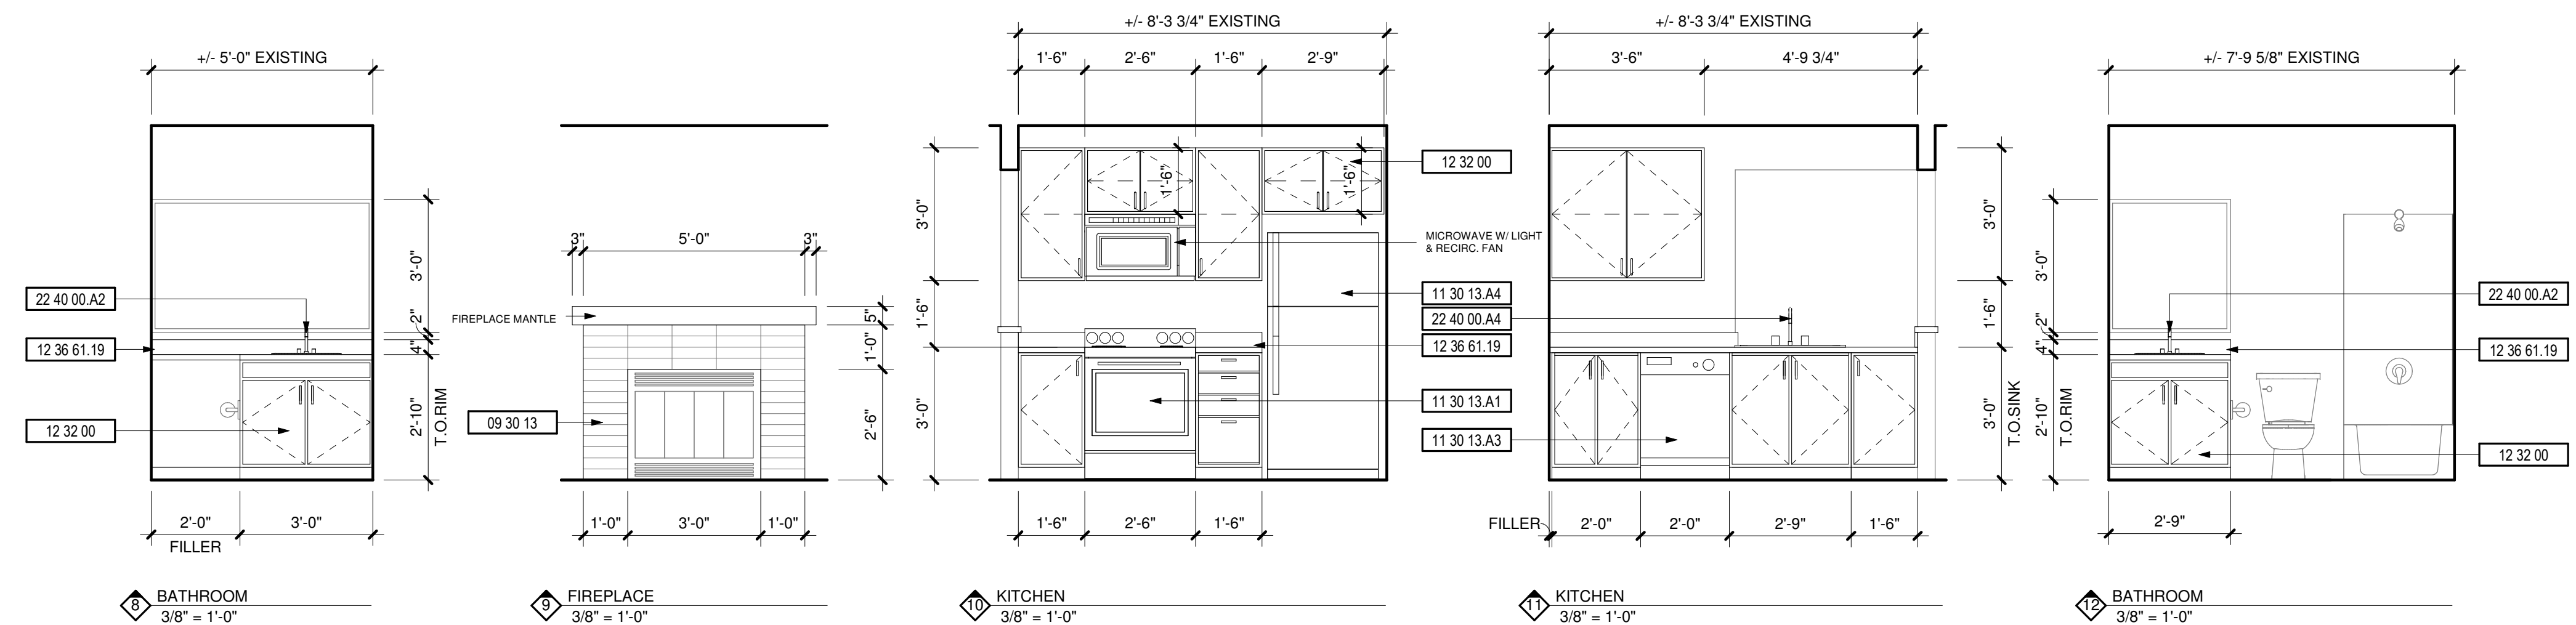 +/- 5'-0" EXISTING
3'-0"
2"
4"
2'-10"
T.O.RIM
22 40 00.A2
12 36 61.19
12 32 00
2'-0"
3'-0"
FILLER
8
BATHROOM
3/8" = 1'-0"
3"
5'-0"
3"
FIREPLACE MANTLE
5"
1'-0"
2'-6"
09 30 13
1'-0"
3'-0"
1'-0"
9
FIREPLACE
3/8" = 1'-0"
+/- 8'-3 3/4" EXISTING
1'-6"
2'-6"
1'-6"
2'-9"
3'-0"
1'-6"
3'-0"
1'-6"
1'-6"
12 32 00
MICROWAVE W/ LIGHT
& RECIRC. FAN
11 30 13.A4
22 40 00.A4
12 36 61.19
11 30 13.A1
11 30 13.A3
1'-6"
2'-6"
1'-6"
10
KITCHEN
3/8" = 1'-0"
+/- 8'-3 3/4" EXISTING
3'-6"
4'-9 3/4"
3'-0"
1'-6"
3'-0"
T.O.SINK
FILLER
2'-0"
2'-0"
2'-9"
1'-6"
11
KITCHEN
3/8" = 1'-0"
+/- 7'-9 5/8" EXISTING
3'-0"
2"
4"
2'-10"
T.O.RIM
22 40 00.A2
12 36 61.19
12 32 00
2'-9"
12
BATHROOM
3/8" = 1'-0"